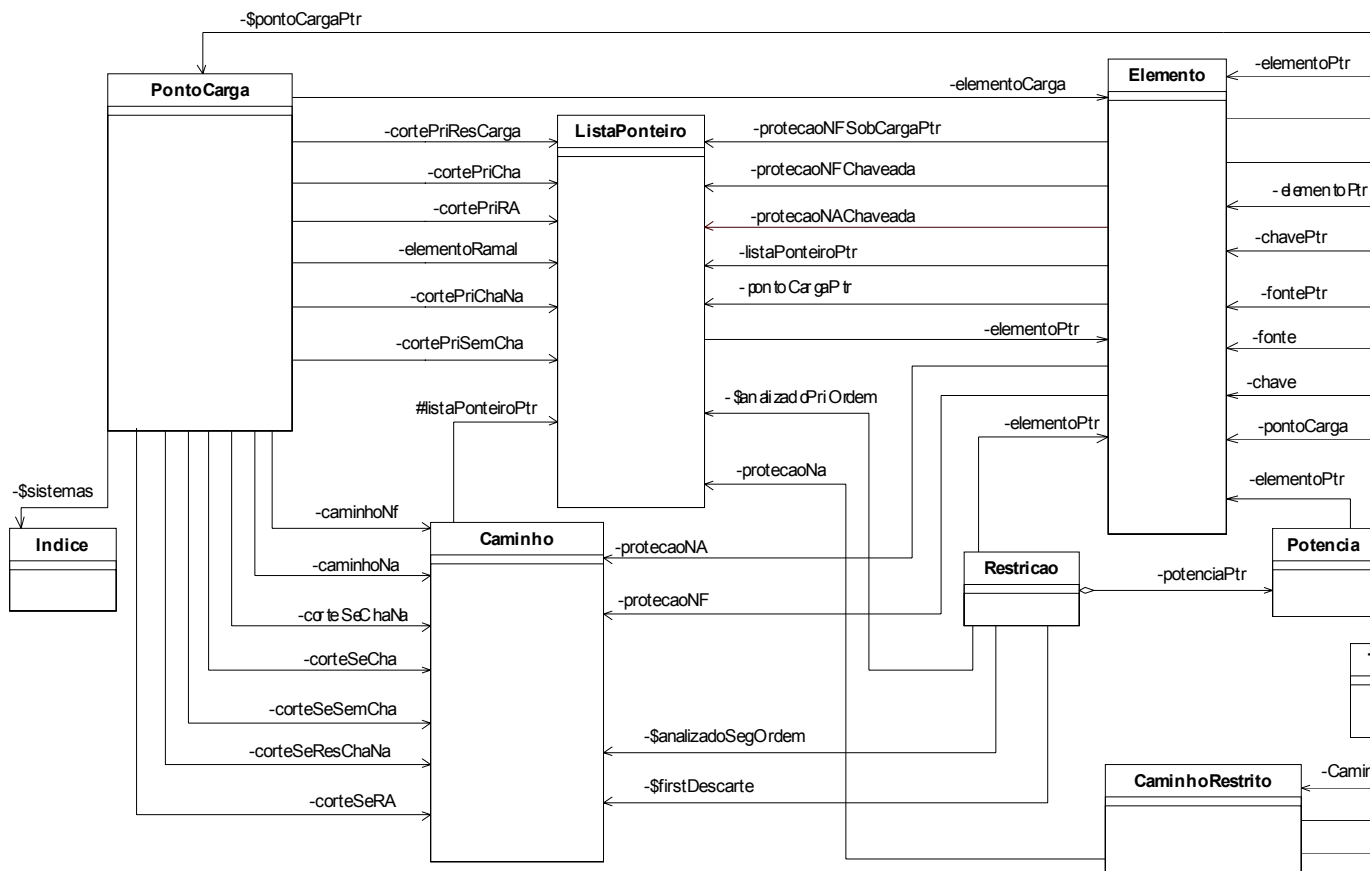 -$pontoCargaPtr
PontoCarga
Elemento
-elementoPtr
-elementoCarga
ListaPonteiro
-cortePriResCarga
-protecaoNFSobCargaPtr
-cortePriCha
-protecaoNFChaveada
-elementoPtr
-cortePriRA
-protecaoNAChaveada
-chavePtr
-elementoRamal
-listaPonteiroPtr
-cortePriChaNa
-pontoCargaPtr
-fontePtr
-cortePriSemCha
-elementoPtr
-fonte
-chave
#listaPonteiroPtr
-$analizadoPriOrdem
-elementoPtr
-pontoCarga
-$sistemas
-protecaoNa
-elementoPtr
-caminhoNf
Indice
Caminho
-protecaoNA
Restricao
Potencia
-caminhoNa
-potenciaPtr
-corteSeChaNa
-protecaoNF
-corteSeCha
-corteSeSemCha
-$analizadoSegOrdem
-corteSeResChaNa
-$firstDescarte
CaminhoRestrito
-Camin
-corteSeRA